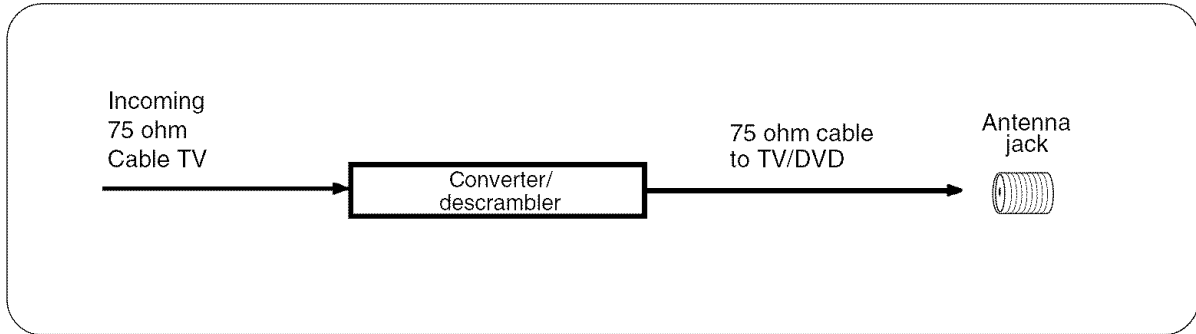 Incoming
75 ohm
Cable TV
Converter/
descrambler
75 ohm cable
to TV/DVD
Antenna
jack